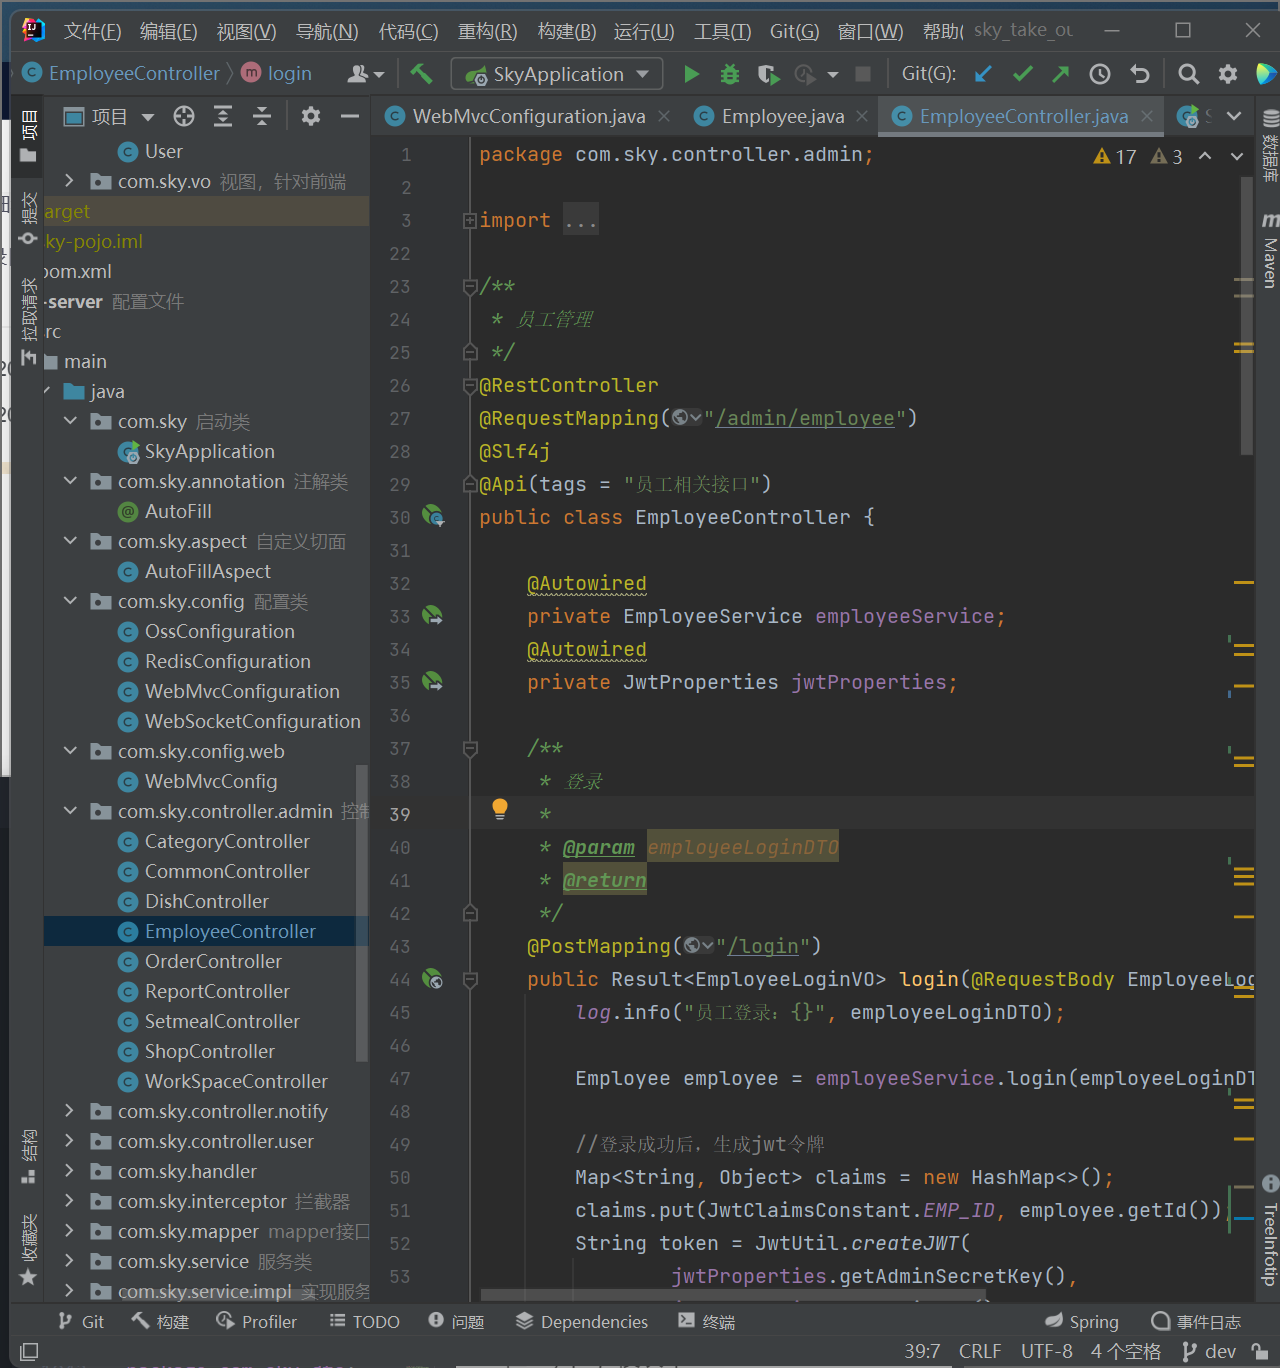 文件(F) 编辑(E) 视图(V) 导航(N) 代码(C) 重构(R) 构建(B) 运行(U) 工具(T) Git(G) 窗口(W) 帮助( sky_take_ou
EmployeeController login SkyApplication Git(G):
项目 WebMvcConfiguration.java Employee.java EmployeeController.java
项目
提交
拉取请求
结构
收藏夹
User
com.sky.vo 视图，针对前端
arget
ky-pojo.iml
pom.xml
-server 配置文件
rc
main
java
com.sky 启动类
SkyApplication
com.sky.annotation 注解类
AutoFill
com.sky.aspect 自定义切面
AutoFillAspect
com.sky.config 配置类
OssConfiguration
RedisConfiguration
WebMvcConfiguration
WebSocketConfiguration
com.sky.config.web
WebMvcConfig
com.sky.controller.admin 控制
CategoryController
CommonController
DishController
EmployeeController
OrderController
ReportController
SetmealController
ShopController
WorkSpaceController
com.sky.controller.notify
com.sky.controller.user
com.sky.handler
com.sky.interceptor 拦截器
com.sky.mapper mapper接口
com.sky.service 服务类
com.sky.service.impl 实现服务
17 3
1 package com.sky.controller.admin;
2
3 import ...
22
23 /**
24 * 员工管理
25 */
26 @RestController
27 @RequestMapping("/admin/employee")
28 @Slf4j
29 @Api(tags = "员工相关接口")
30 public class EmployeeController {
31
32 @Autowired
33 private EmployeeService employeeService;
34 @Autowired
35 private JwtProperties jwtProperties;
36
37 /**
38 * 登录
39 *
40 * @param employeeLoginDTO
41 * @return
42 */
43 @PostMapping("/login")
44 public Result<EmployeeLoginVO> login(@RequestBody EmployeeLog
45 log.info("员工登录：{}", employeeLoginDTO);
46
47 Employee employee = employeeService.login(employeeLoginDT
48
49 //登录成功后，生成jwt令牌
50 Map<String, Object> claims = new HashMap<>();
51 claims.put(JwtClaimsConstant.EMP_ID, employee.getId());
52 String token = JwtUtil.createJWT(
53 jwtProperties.getAdminSecretKey(),
数据库
Maven
TreeInfotip
Git 构建 Profiler TODO 问题 Dependencies 终端 Spring 事件日志
39:7 CRLF UTF-8 4 个空格 dev